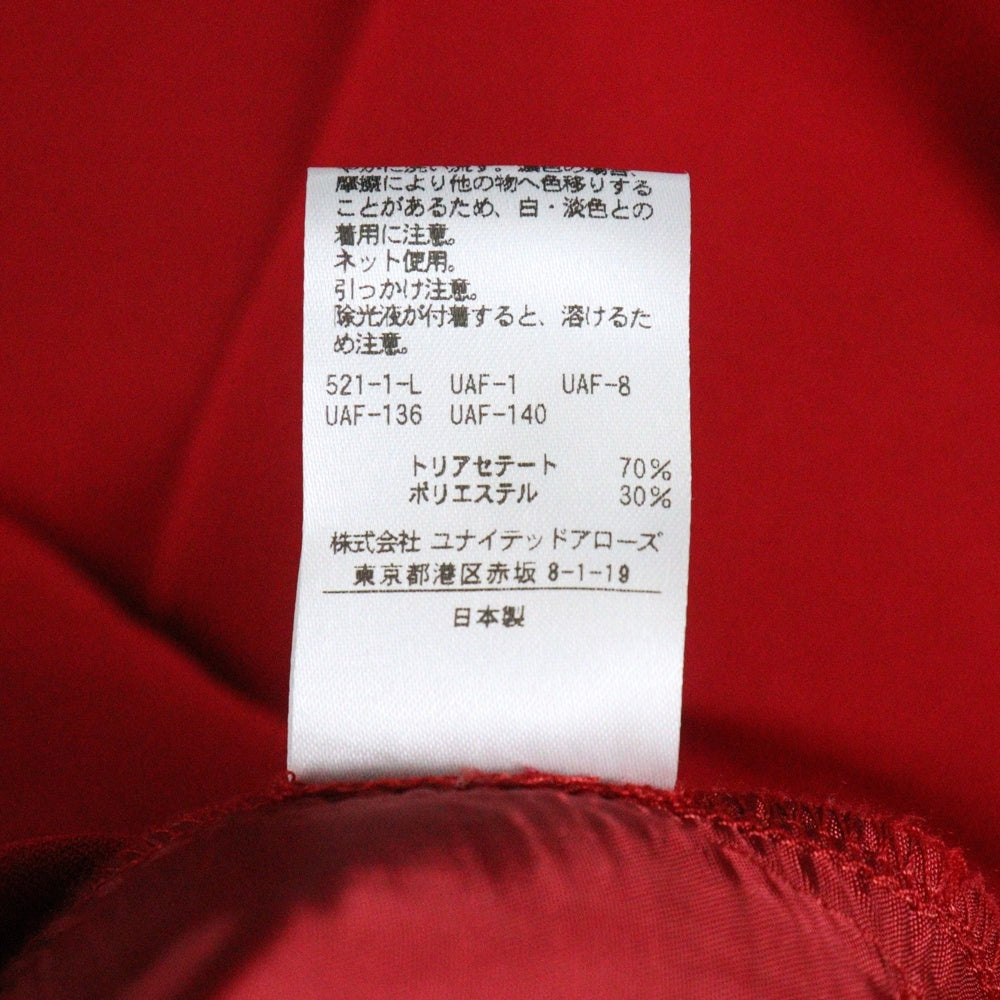 摩擦により他の物へ色移りする
ことがあるため、白・淡色との
着用に注意。
ネット使用。
引っかけ注意。
除光液が付着すると、溶けるた
め注意。
521-1-L UAF-1 UAF-8
UAF-136 UAF-140
トリアセテート 70%
ポリエステル 30%
株式会社 ユナイテッドアローズ
東京都港区赤坂 8-1-19
日本製